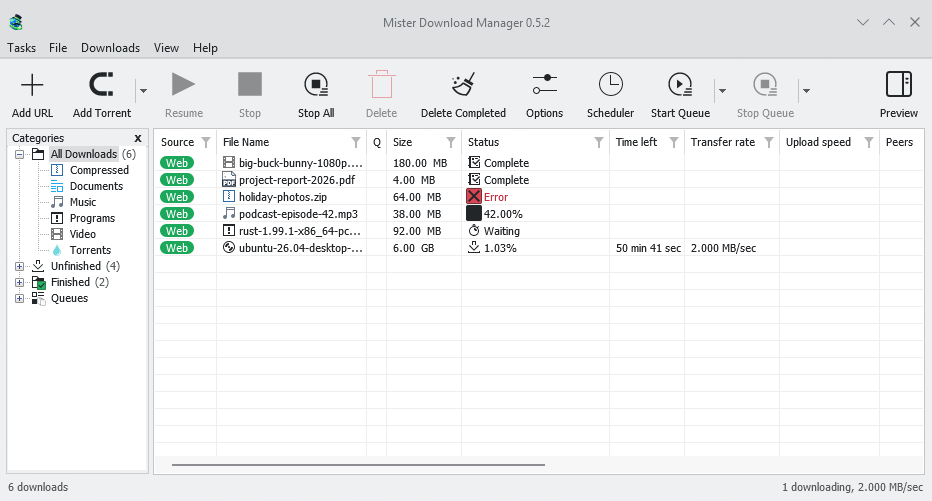 Mister Download Manager 0.5.2
Tasks File Downloads View Help
Add URL Add Torrent Resume Stop Stop All Delete Delete Completed Options Scheduler Start Queue Stop Queue Preview
Categories x
All Downloads (6)
Compressed
Documents
Music
Programs
Video
Torrents
Unfinished (4)
Finished (2)
Queues
Source File Name Q Size Status Time left Transfer rate Upload speed Peers
Web big-buck-bunny-1080p.... 180.00 MB Complete
Web project-report-2026.pdf 4.00 MB Complete
Web holiday-photos.zip 64.00 MB Error
Web podcast-episode-42.mp3 38.00 MB 42.00%
Web rust-1.99.1-x86_64-pc... 92.00 MB Waiting
Web ubuntu-26.04-desktop-... 6.00 GB 1.03% 50 min 41 sec 2.000 MB/sec
6 downloads 1 downloading, 2.000 MB/sec